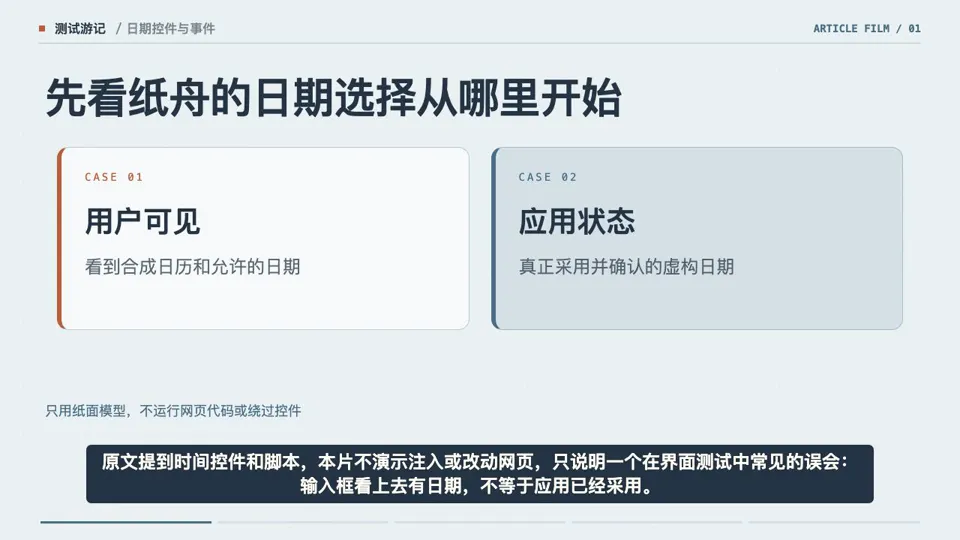 测试游记 / 日期控件与事件
ARTICLE FILM / 01
先看纸舟的日期选择从哪里开始
CASE 01
用户可见
看到合成日历和允许的日期
CASE 02
应用状态
真正采用并确认的虚构日期
只用纸面模型，不运行网页代码或绕过控件
原文提到时间控件和脚本，本片不演示注入或改动网页，只说明一个在界面测试中常见的误会：
输入框看上去有日期，不等于应用已经采用。